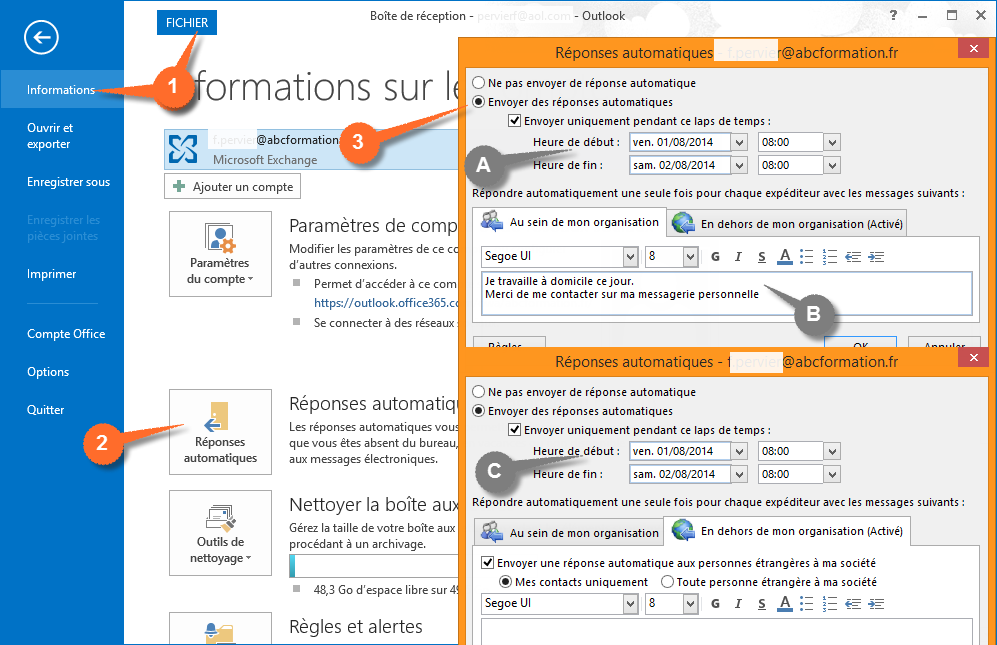 FICHIER
Boîte de réception - pervierf@aol.com - Outlook
?
Informations
Ouvrir et
exporter
Enregistrer sous
Enregistrer les
pièces jointes
Imprimer
Compte Office
Options
Quitter
1
formations sur le
f.pervier@abcformation.
Microsoft Exchange
3
Ajouter un compte
Paramètres
du compte
Paramètres de comp
Modifier les paramètres de ce co
d'autres connexions.
Permet d'accéder à ce com
https://outlook.office365.co
Se connecter à des réseaux s
2
Réponses
automatiques
Réponses automatiqu
Les réponses automatiques vous
que vous êtes absent du bureau,
aux messages électroniques.
Outils de
nettoyage
Nettoyer la boîte aux
Gérez la taille de votre boîte aux
procédant à un archivage.
48,3 Go d'espace libre sur 49
Règles et alertes
Réponses automatiques - f.pervier@abcformation.fr
Ne pas envoyer de réponse automatique
Envoyer des réponses automatiques
Envoyer uniquement pendant ce laps de temps :
Heure de début : ven. 01/08/2014 08:00
A
Heure de fin : sam. 02/08/2014 08:00
Répondre automatiquement une seule fois pour chaque expéditeur avec les messages suivants :
Au sein de mon organisation En dehors de mon organisation (Activé)
Segoe UI 8 G I S A
Je travaille à domicile ce jour.
Merci de me contacter sur ma messagerie personnelle
B
Règles OK Annuler
Réponses automatiques - f.pervier@abcformation.fr
Ne pas envoyer de réponse automatique
Envoyer des réponses automatiques
Envoyer uniquement pendant ce laps de temps :
Heure de début : ven. 01/08/2014 08:00
C
Heure de fin : sam. 02/08/2014 08:00
Répondre automatiquement une seule fois pour chaque expéditeur avec les messages suivants :
Au sein de mon organisation En dehors de mon organisation (Activé)
Envoyer une réponse automatique aux personnes étrangères à ma société
Mes contacts uniquement Toute personne étrangère à ma société
Segoe UI 8 G I S A